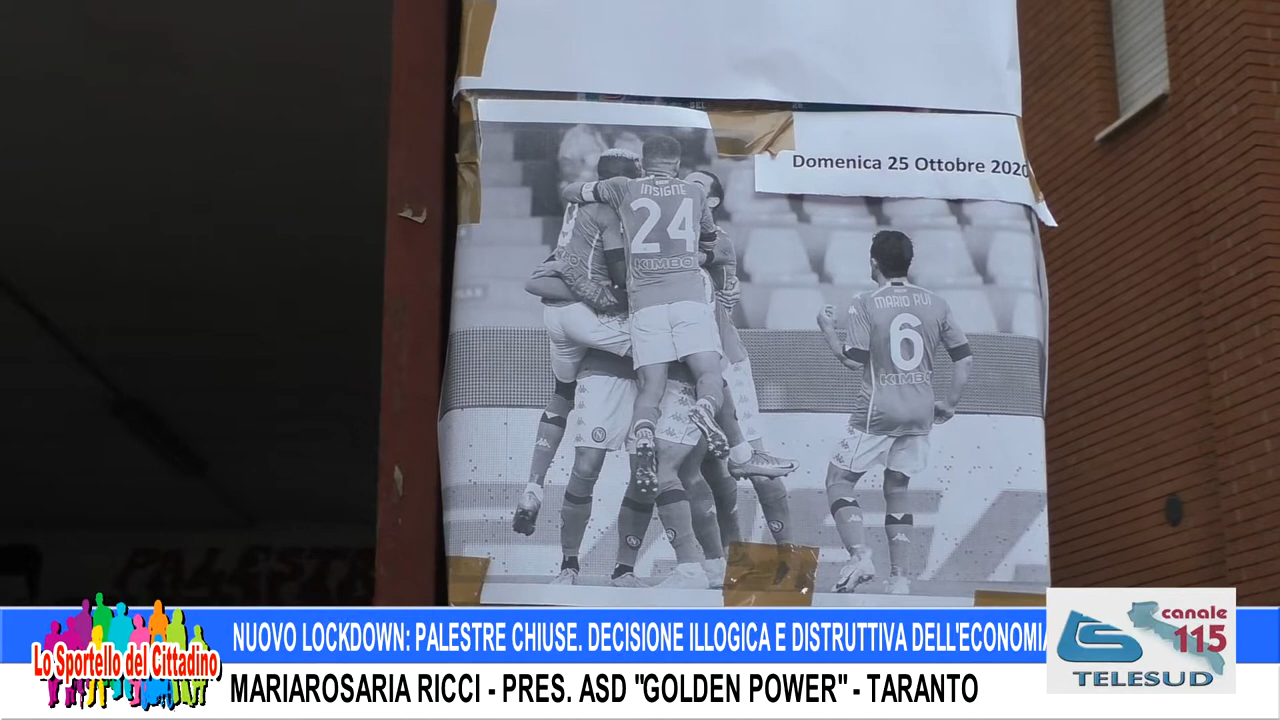 Domenica 25 Ottobre 2020
INSIGNE
24
KIMBO
MARIO RUI
6
KIMBO
PALESTR
NUOVO LOCKDOWN: PALESTRE CHIUSE. DECISIONE ILLOGICA E DISTRUTTIVA DELL'ECONOMIA
Lo Sportello del Cittadino
MARIAROSARIA RICCI - PRES. ASD "GOLDEN POWER" - TARANTO
canale
115
TELESUD